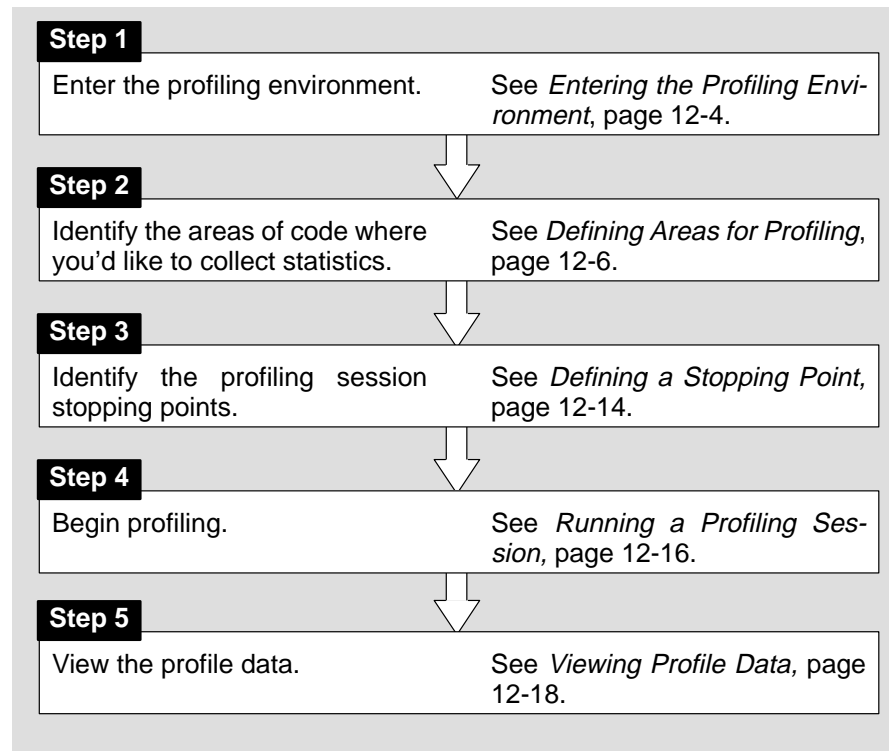 Step 1
Enter the profiling environment.
See Entering the Profiling Envi-
ronment, page 12-4.
Step 2
Identify the areas of code where
you'd like to collect statistics.
See Defining Areas for Profiling,
page 12-6.
Step 3
Identify the profiling session
stopping points.
See Defining a Stopping Point,
page 12-14.
Step 4
Begin profiling.
See Running a Profiling Ses-
sion, page 12-16.
Step 5
View the profile data.
See Viewing Profile Data, page
12-18.